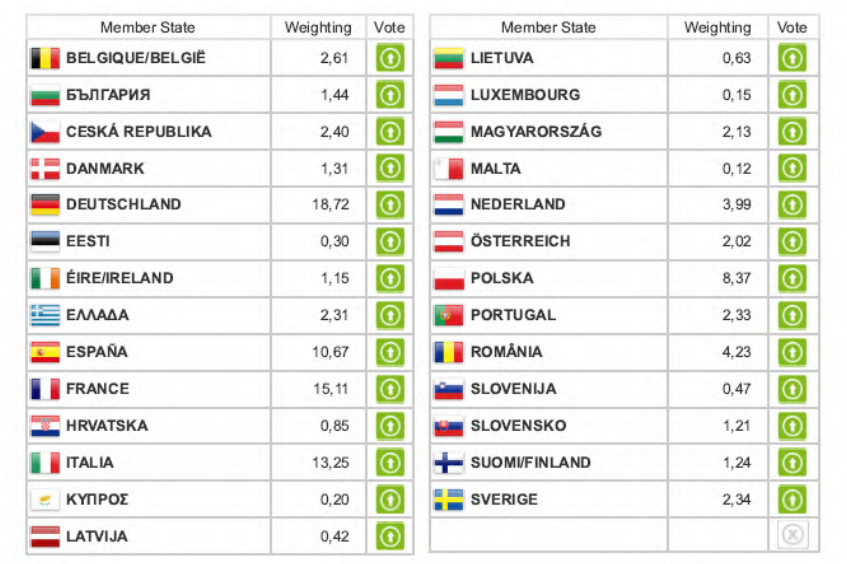 Member State Weighting Vote
BELGIQUE/BELGIË 2,61
БЪЛГАРИЯ 1,44
CESKÁ REPUBLIKA 2,40
DANMARK 1,31
DEUTSCHLAND 18,72
EESTI 0,30
ÉIRE/IRELAND 1,15
ΕΛΛΑΔΑ 2,31
ESPAÑA 10,67
FRANCE 15,11
HRVATSKA 0,85
ITALIA 13,25
ΚΥΠΡΟΣ 0,20
LATVIJA 0,42
Member State Weighting Vote
LIETUVA 0,63
LUXEMBOURG 0,15
MAGYARORSZÁG 2,13
MALTA 0,12
NEDERLAND 3,99
ÖSTERREICH 2,02
POLSKA 8,37
PORTUGAL 2,33
ROMÂNIA 4,23
SLOVENIJA 0,47
SLOVENSKO 1,21
SUOMI/FINLAND 1,24
SVERIGE 2,34